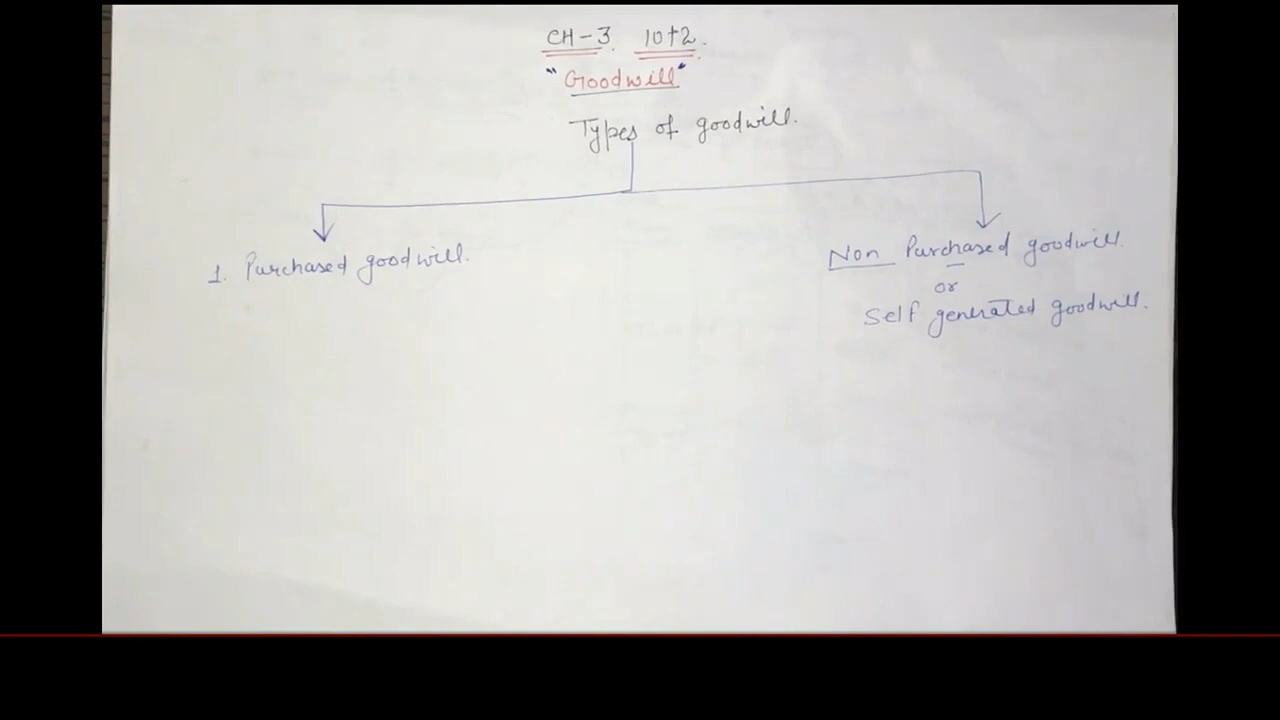 CH-3. 10+2.
"Goodwill"
Types of goodwill.
1. Purchased goodwill.
Non Purchased goodwill.
or
Self generated goodwill.